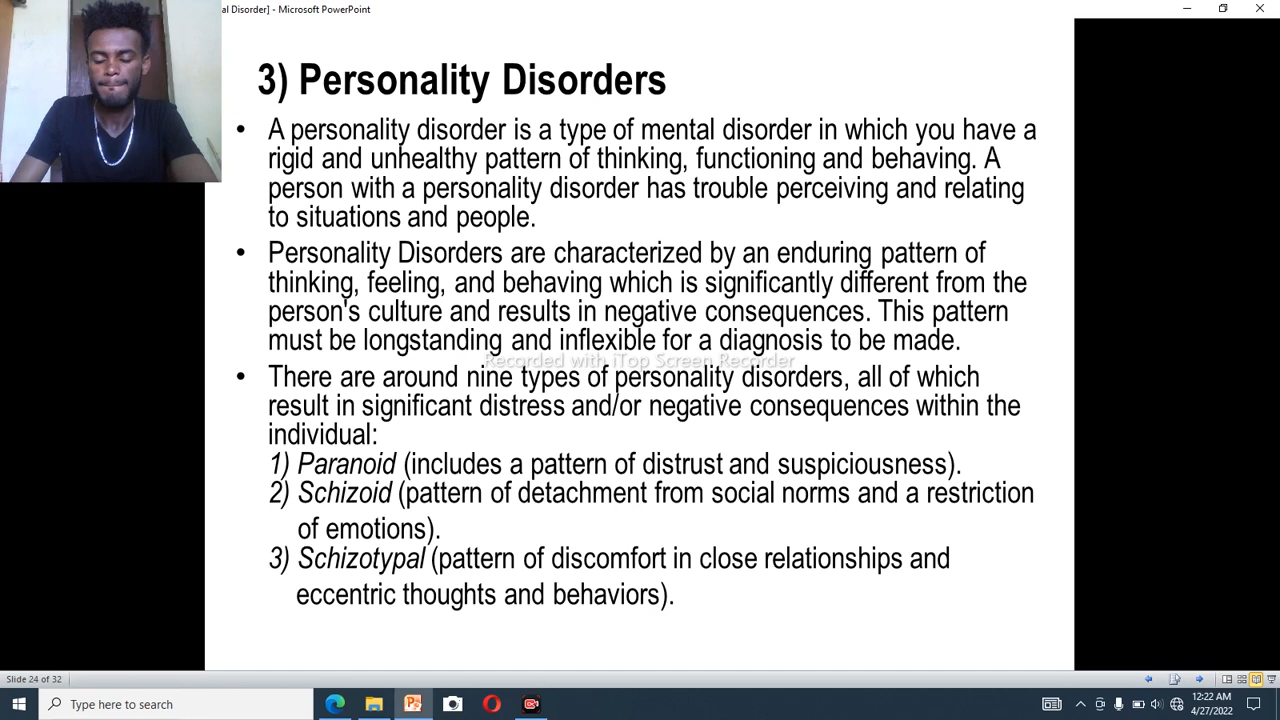 al Disorder] - Microsoft PowerPoint
3) Personality Disorders
• A personality disorder is a type of mental disorder in which you have a
rigid and unhealthy pattern of thinking, functioning and behaving. A
person with a personality disorder has trouble perceiving and relating
to situations and people.
• Personality Disorders are characterized by an enduring pattern of
thinking, feeling, and behaving which is significantly different from the
person's culture and results in negative consequences. This pattern
must be longstanding and inflexible for a diagnosis to be made.
Recorded with iTop Screen Recorder
• There are around nine types of personality disorders, all of which
result in significant distress and/or negative consequences within the
individual:
1) Paranoid (includes a pattern of distrust and suspiciousness).
2) Schizoid (pattern of detachment from social norms and a restriction
of emotions).
3) Schizotypal (pattern of discomfort in close relationships and
eccentric thoughts and behaviors).
Slide 24 of 32
Type here to search
12:22 AM
4/27/2022